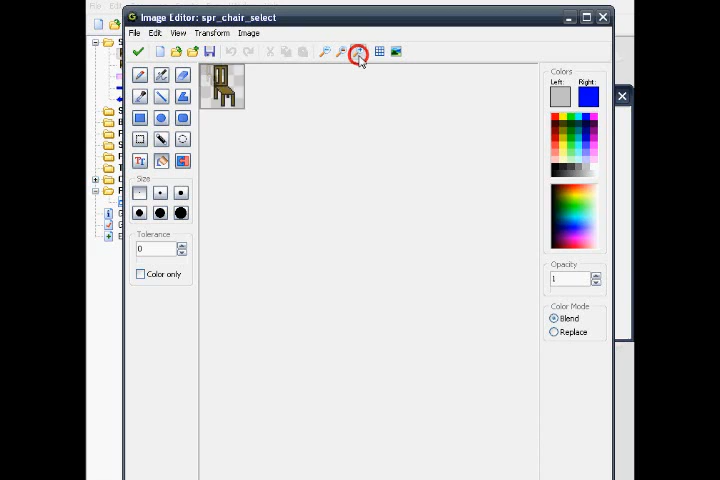 Image Editor: spr_chair_select
File Edit View Transform Image
Colors
Left: Right:
Size
Tolerance
0
Color only
Opacity
1
Color Mode
Blend
Replace